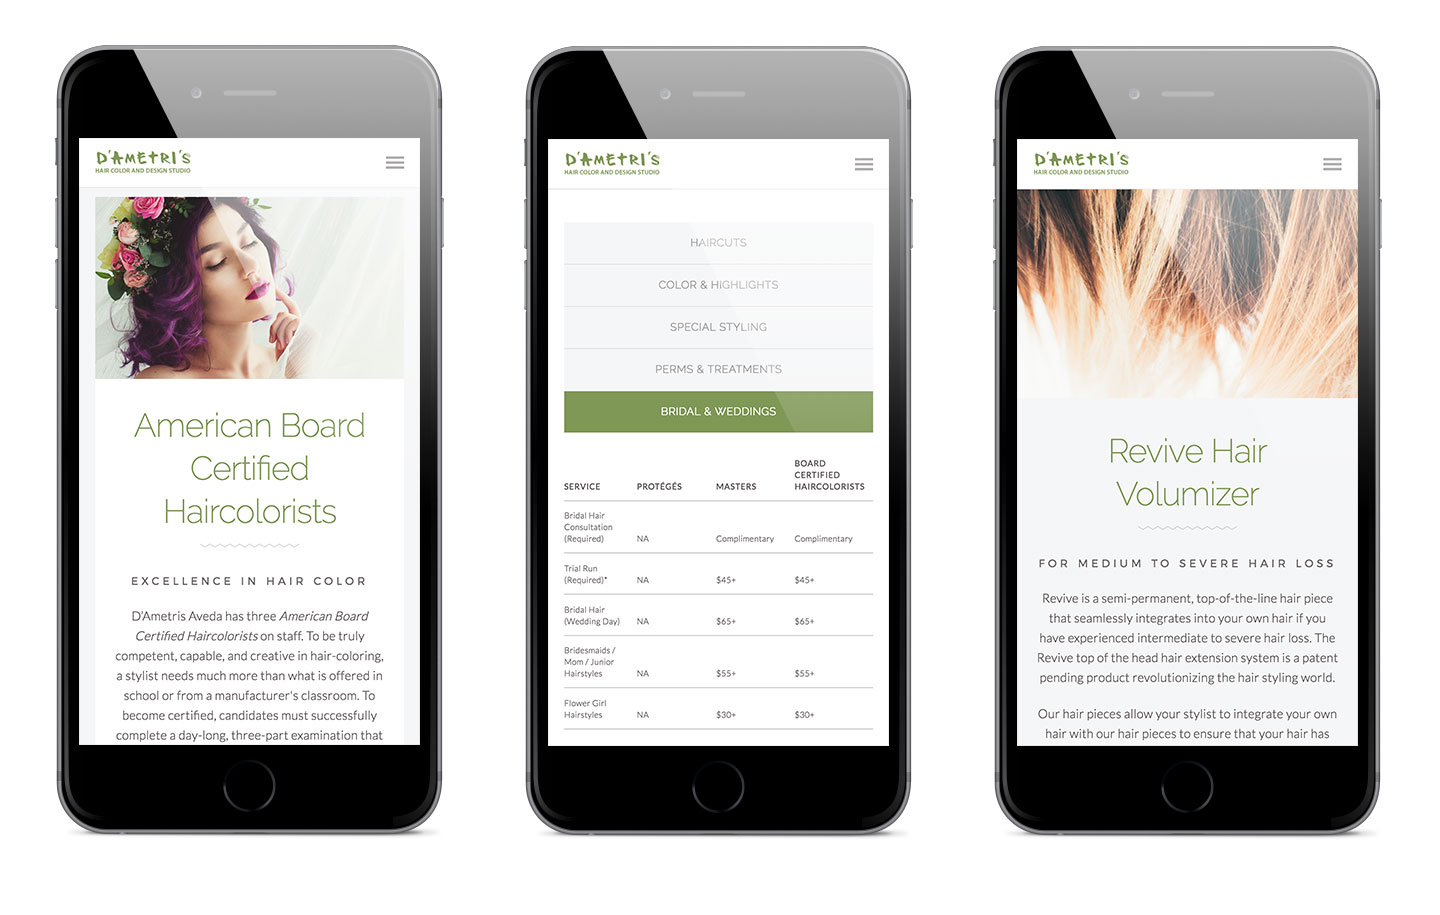 D'AMETRI'S
HAIR COLOR AND DESIGN STUDIO
American Board
Certified
Haircolorists
EXCELLENCE IN HAIR COLOR
D'Ametris Aveda has three American Board
Certified Haircolorists on staff. To be truly
competent, capable, and creative in hair-coloring,
a stylist needs much more than what is offered in
school or from a manufacturer's classroom. To
become certified, candidates must successfully
complete a day-long, three-part examination that
D'AMETRI'S
HAIR COLOR AND DESIGN STUDIO
HAIRCUTS
COLOR & HIGHLIGHTS
SPECIAL STYLING
PERMS & TREATMENTS
BRIDAL & WEDDINGS
BOARD
CERTIFIED
SERVICE PROTÉGÉS MASTERS HAIRCOLORISTS
Bridal Hair
Consultation
(Required) NA Complimentary Complimentary
Trial Run
(Required)* NA $45+ $45+
Bridal Hair
(Wedding Day) NA $65+ $65+
Bridesmaids /
Mom / Junior
Hairstyles NA $55+ $55+
Flower Girl
Hairstyles NA $30+ $30+
D'AMETRI'S
HAIR COLOR AND DESIGN STUDIO
Revive Hair
Volumizer
FOR MEDIUM TO SEVERE HAIR LOSS
Revive is a semi-permanent, top-of-the-line hair piece
that seamlessly integrates into your own hair if you
have experienced intermediate to severe hair loss. The
Revive top of the head hair extension system is a patent
pending product revolutionizing the hair styling world.
Our hair pieces allow your stylist to integrate your own
hair with our hair pieces to ensure that your hair has